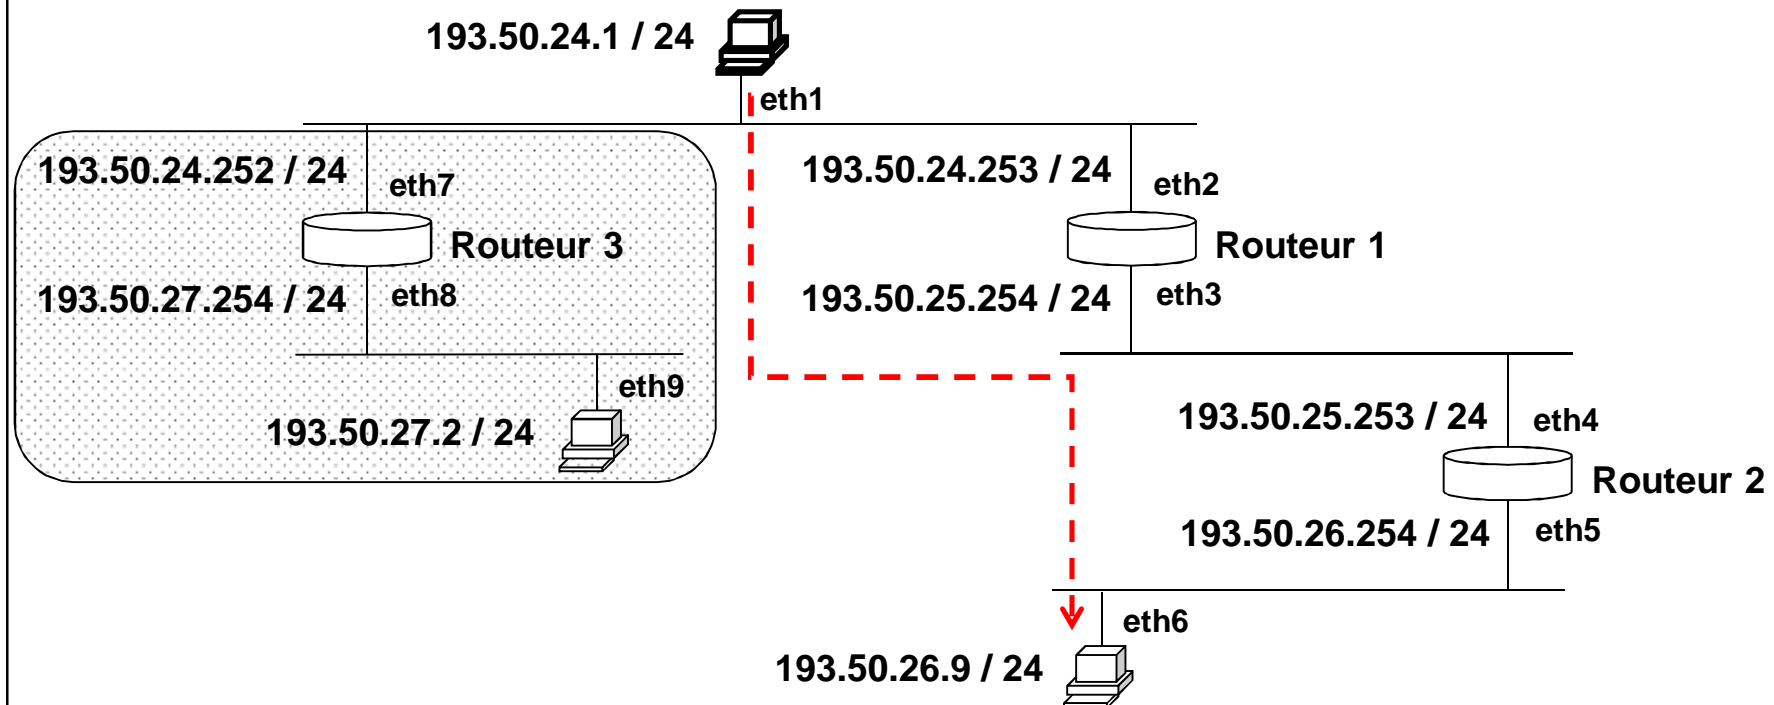 193.50.24.1 / 24
eth1
193.50.24.252 / 24
eth7
193.50.24.253 / 24
eth2
Routeur 3
Routeur 1
193.50.27.254 / 24
eth8
193.50.25.254 / 24
eth3
eth9
193.50.27.2 / 24
193.50.25.253 / 24
eth4
Routeur 2
193.50.26.254 / 24
eth5
eth6
193.50.26.9 / 24